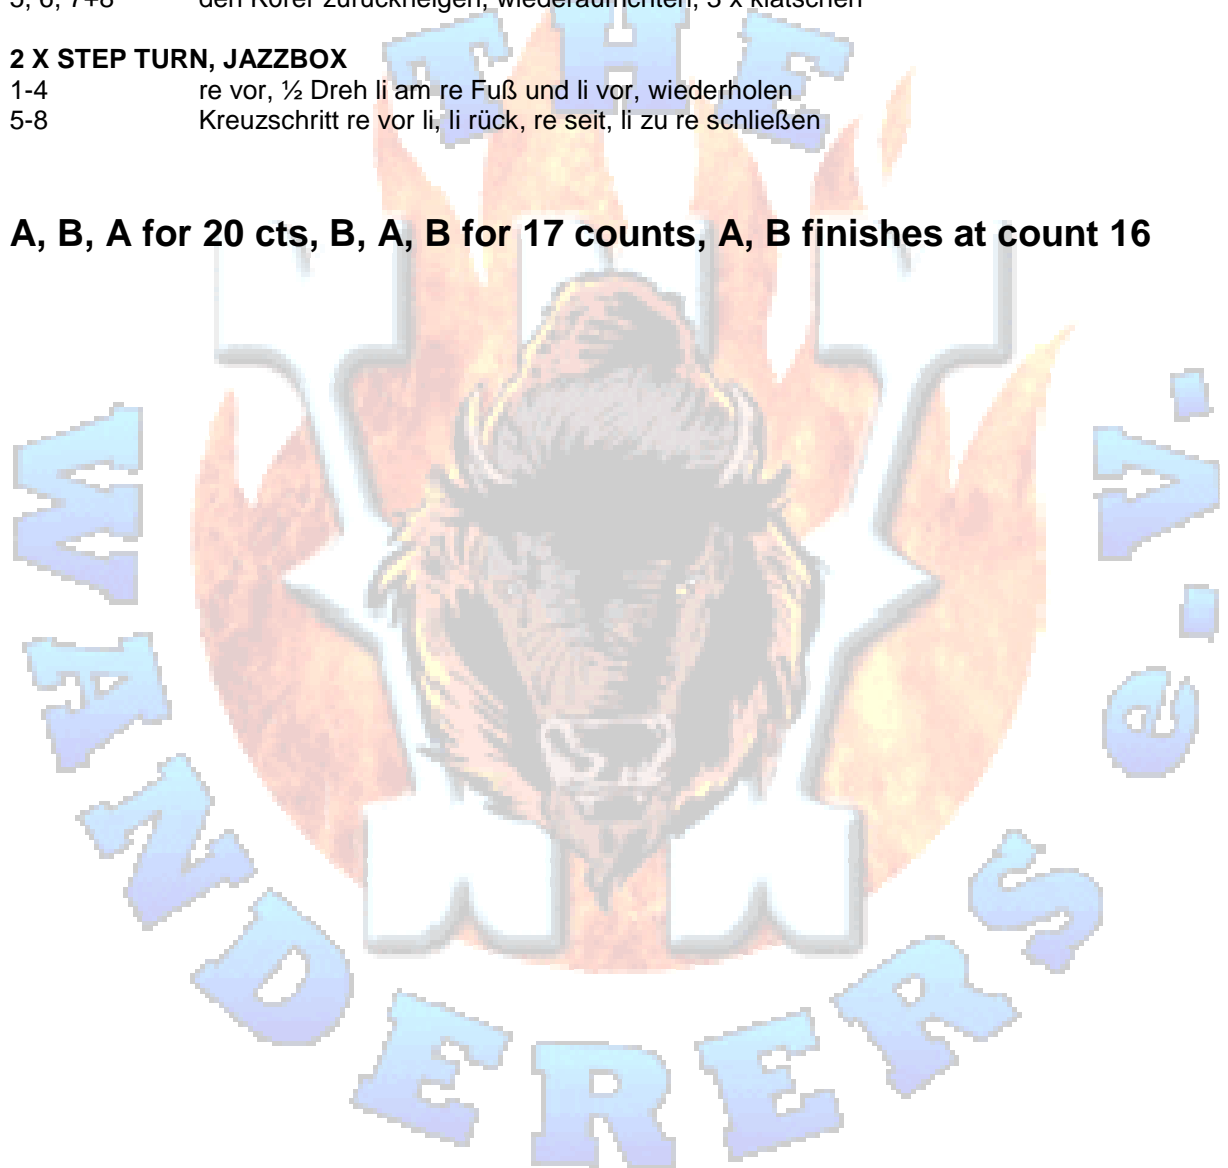 5, 6, 7+8 den Körer zurückneigen, wiederaufrichten, 3 x klatschen
2 X STEP TURN, JAZZBOX
1-4 re vor, ½ Dreh li am re Fuß und li vor, wiederholen
5-8 Kreuzschritt re vor li, li rück, re seit, li zu re schließen
A, B, A for 20 cts, B, A, B for 17 counts, A, B finishes at count 16
THE
WANDERERS e.V.